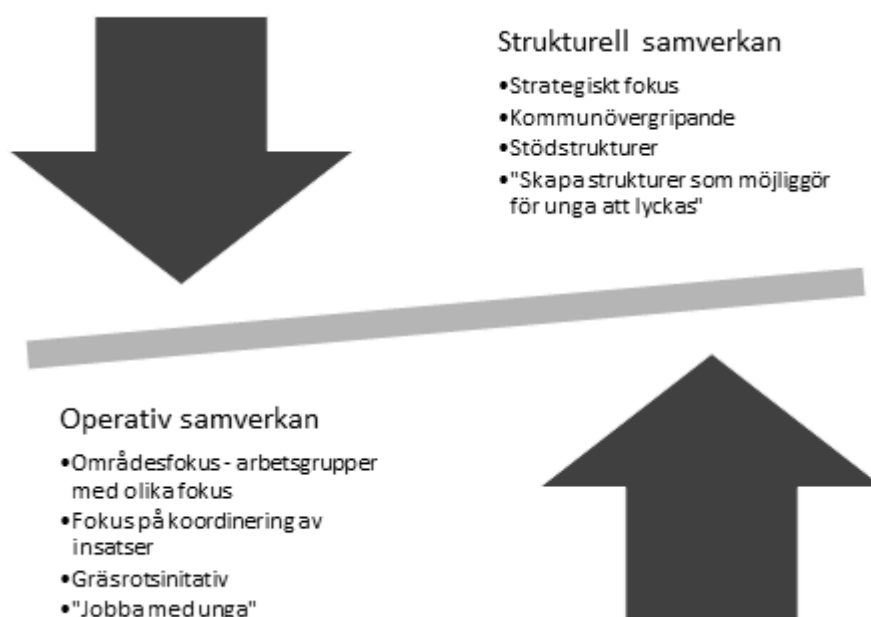 Strukturell samverkan
•Strategiskt fokus
•Kommunövergripande
•Stödstrukturer
•"Skapa strukturer som möjliggör
för unga att lyckas"
Operativ samverkan
•Områdesfokus - arbetsgrupper
med olika fokus
•Fokus på koordinering av
insatser
•Gräsrotsinitativ
•"Jobba med unga"